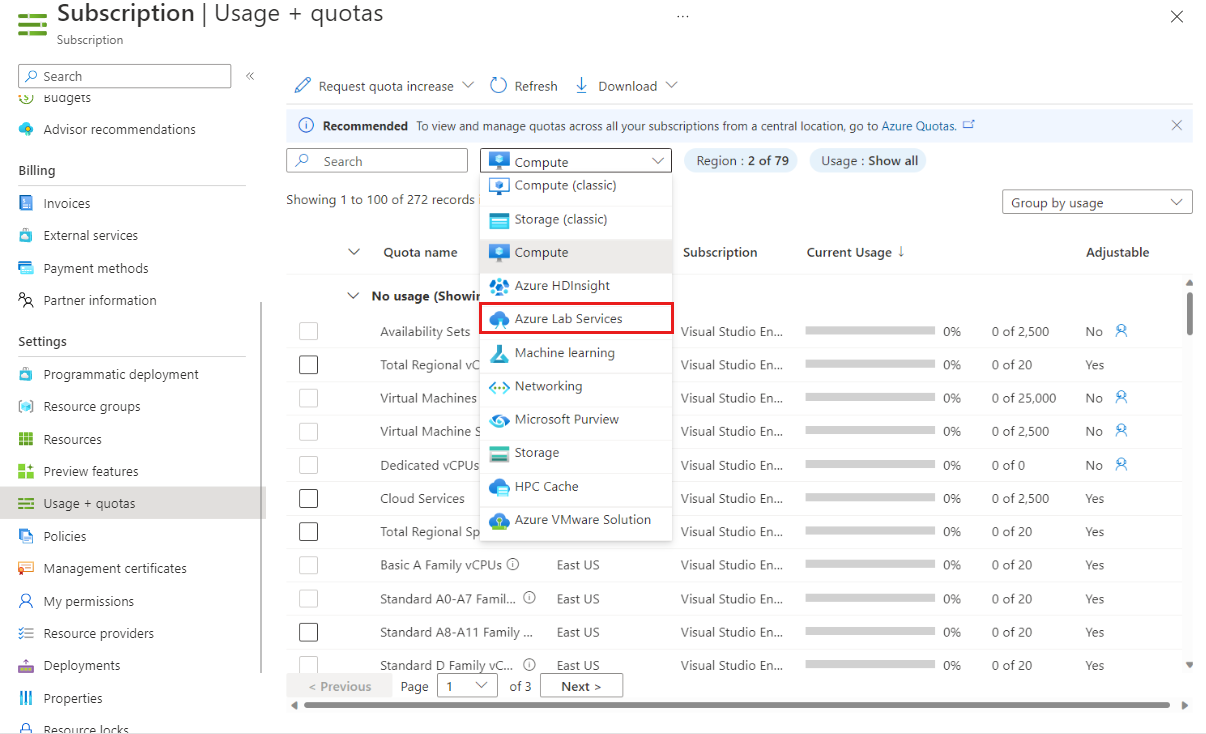 Subscription | Usage + quotas
...
Subscription
Search
«
Budgets
Advisor recommendations
Billing
Invoices
External services
Payment methods
Partner information
Settings
Programmatic deployment
Resource groups
Resources
Preview features
Usage + quotas
Policies
Management certificates
My permissions
Resource providers
Deployments
Properties
Resource locks
Request quota increase
Refresh
Download
Recommended To view and manage quotas across all your subscriptions from a central location, go to Azure Quotas.
Search
Compute
Region : 2 of 79
Usage : Show all
Showing 1 to 100 of 272 records
Group by usage
Compute (classic)
Storage (classic)
Compute
Azure HDInsight
Azure Lab Services
Machine learning
Networking
Microsoft Purview
Storage
HPC Cache
Azure VMware Solution
Quota name Subscription Current Usage ↓ Adjustable
No usage (Showin
Availability Sets Visual Studio En... 0% 0 of 2,500 No
Total Regional vC Visual Studio En... 0% 0 of 20 Yes
Virtual Machines Visual Studio En... 0% 0 of 25,000 No
Virtual Machine S Visual Studio En... 0% 0 of 2,500 No
Dedicated vCPUs Visual Studio En... 0% 0 of 0 No
Cloud Services Visual Studio En... 0% 0 of 2,500 Yes
Total Regional Sp Visual Studio En... 0% 0 of 20 Yes
Basic A Family vCPUs East US Visual Studio En... 0% 0 of 20 Yes
Standard A0-A7 Famil... East US Visual Studio En... 0% 0 of 20 Yes
Standard A8-A11 Family ... East US Visual Studio En... 0% 0 of 20 Yes
Standard D Family vC... East US Visual Studio En... 0% 0 of 20 Yes
< Previous Page 1 of 3 Next >